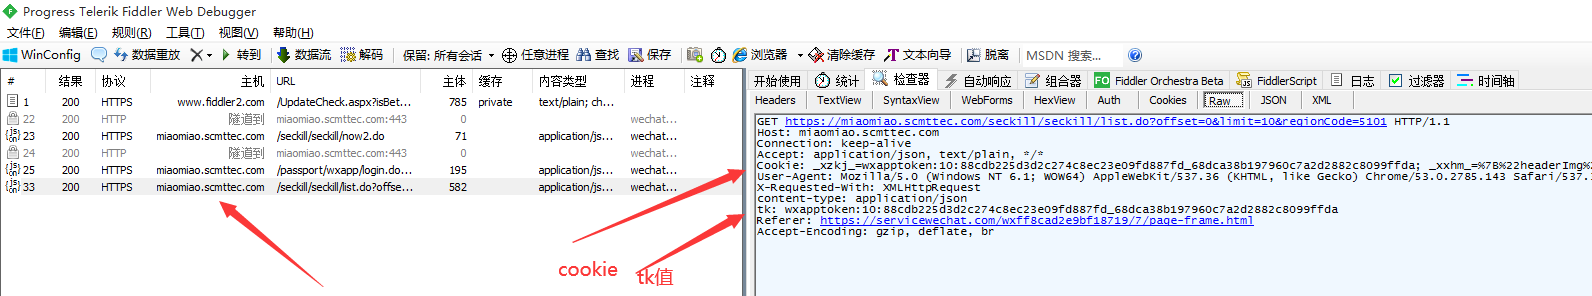 Progress Telerik Fiddler Web Debugger
文件(F) 编辑(E) 规则(R) 工具(T) 视图(V) 帮助(H)
WinConfig 数据重放 转到 数据流 解码 保留: 所有会话 任意进程 查找 保存 浏览器 清除缓存 文本向导 脱离 MSDN 搜索...
# 结果 协议 主机 URL 主体 缓存 内容类型 进程 注释
1 200 HTTPS www.fiddler2.com /UpdateCheck.aspx?isBet... 785 private text/plain; ch...
22 200 HTTP 隧道到 miaomiao.scmttec.com:443 0 wechat...
23 200 HTTPS miaomiao.scmttec.com /seckill/seckill/now2.do 71 application/js... wechat...
24 200 HTTP 隧道到 miaomiao.scmttec.com:443 0 wechat...
25 200 HTTPS miaomiao.scmttec.com /passport/wxapp/login.do... 195 application/js... wechat...
33 200 HTTPS miaomiao.scmttec.com /seckill/seckill/list.do?offse... 582 application/js... wechat...
开始使用 统计 检查器 自动响应 组合器 FO Fiddler Orchestra Beta FiddlerScript 日志 过滤器 时间轴
Headers TextView SyntaxView WebForms HexView Auth Cookies Raw JSON XML
GET https://miaomiao.scmttec.com/seckill/seckill/list.do?offset=0&limit=10&regionCode=5101 HTTP/1.1
Host: miaomiao.scmttec.com
Connection: keep-alive
Accept: application/json, text/plain, */*
Cookie: _xzkj_=wxapptoken:10:88cdb225d3d2c274c8ec23e09fd887fd_68dca38b197960c7a2d2882c8099ffda; _xxhm_=%7B%22headerImg%
User-Agent: Mozilla/5.0 (Windows NT 6.1; WOW64) AppleWebKit/537.36 (KHTML, like Gecko) Chrome/53.0.2785.143 Safari/537.
X-Requested-With: XMLHttpRequest
content-type: application/json
tk: wxapptoken:10:88cdb225d3d2c274c8ec23e09fd887fd_68dca38b197960c7a2d2882c8099ffda
Referer: https://servicewechat.com/wxff8cad2e9bf18719/7/page-frame.html
Accept-Encoding: gzip, deflate, br
cookie
tk值